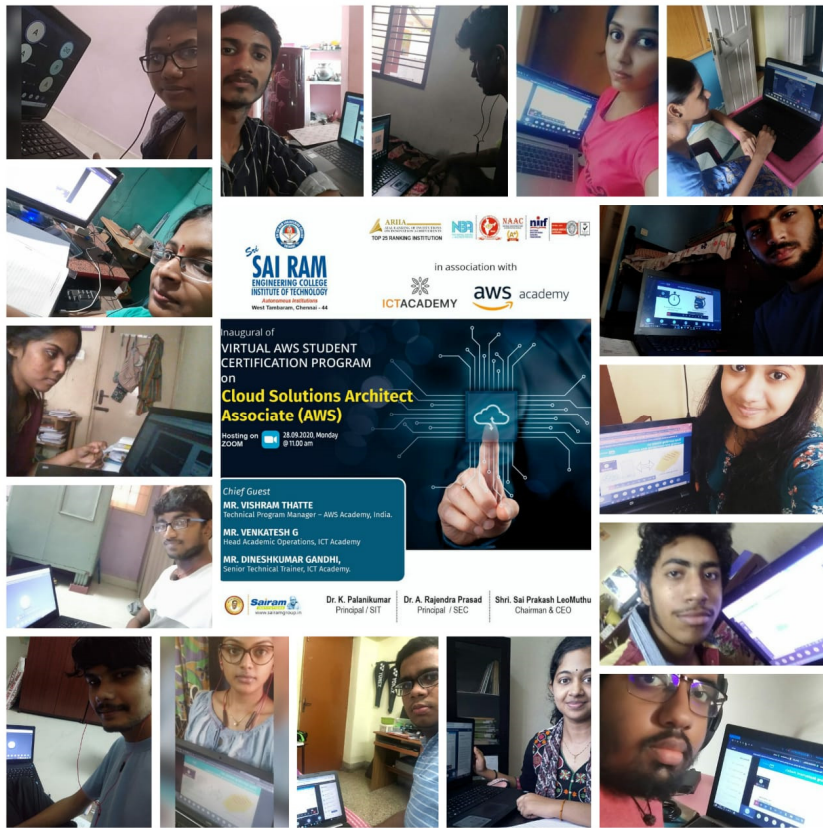 Sri
SAI RAM
ENGINEERING COLLEGE
INSTITUTE OF TECHNOLOGY
Autonomous Institutions
West Tambaram, Chennai - 44
ARIIA
TOP 25 RANKING INSTITUTION
NBA
NAAC
A+
nirf
in association with
ICTACADEMY
aws academy
Inaugural of
VIRTUAL AWS STUDENT
CERTIFICATION PROGRAM
on
Cloud Solutions Architect
Associate (AWS)
Hosting on
ZOOM
28.09.2020, Monday
@ 11.00 am
Chief Guest
MR. VISHRAM THATTE
Technical Program Manager – AWS Academy, India.
MR. VENKATESH G
Head Academic Operations, ICT Academy
MR. DINESHKUMAR GANDHI,
Senior Technical Trainer, ICT Academy.
Sairam
www.sairamgroup.in
Dr. K. Palanikumar
Principal / SIT
Dr. A. Rajendra Prasad
Principal / SEC
Shri. Sai Prakash LeoMuthu
Chairman & CEO